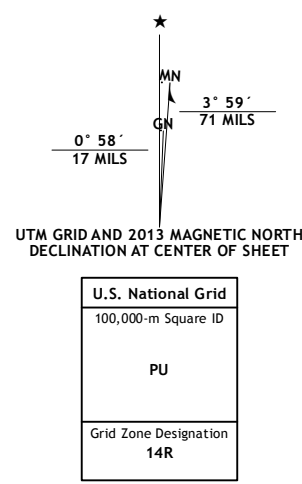 ★
MN
3° 59´
71 MILS
GN
0° 58´
17 MILS
UTM GRID AND 2013 MAGNETIC NORTH
DECLINATION AT CENTER OF SHEET
U.S. National Grid
100,000-m Square ID
PU
Grid Zone Designation
14R